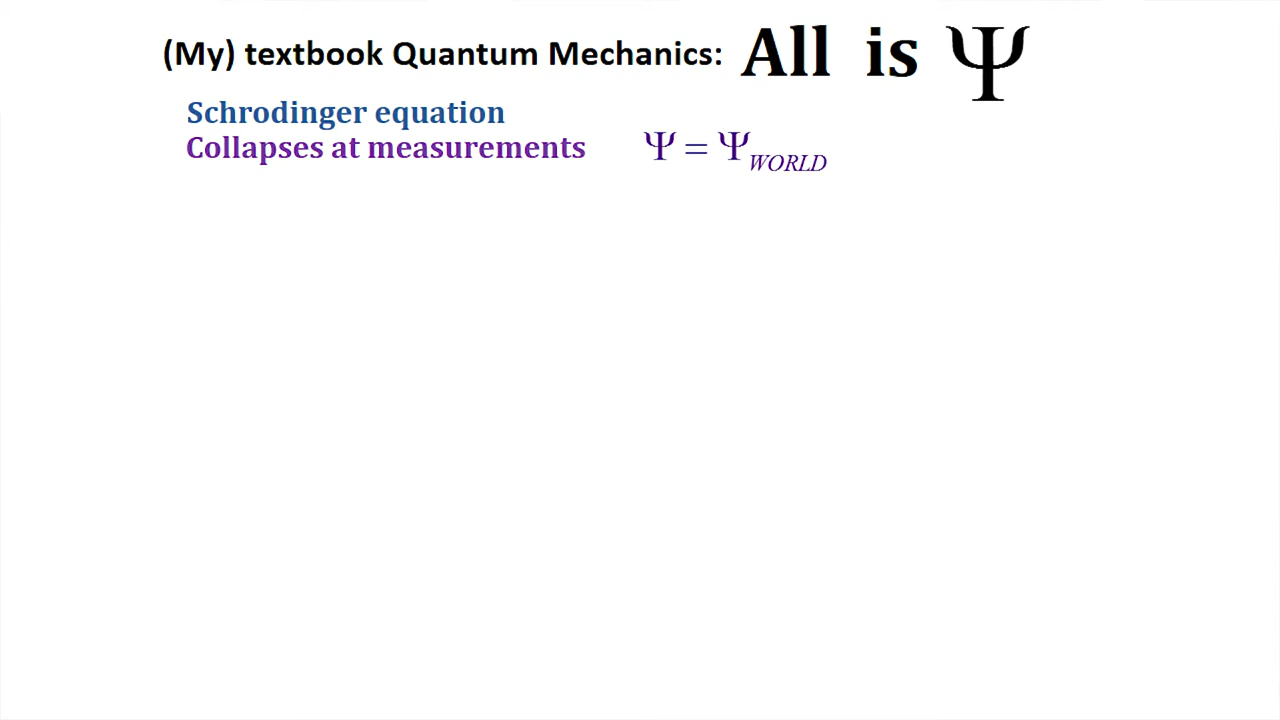 (My) textbook Quantum Mechanics: All is Ψ
Schrodinger equation
Collapses at measurements Ψ = Ψ_WORLD